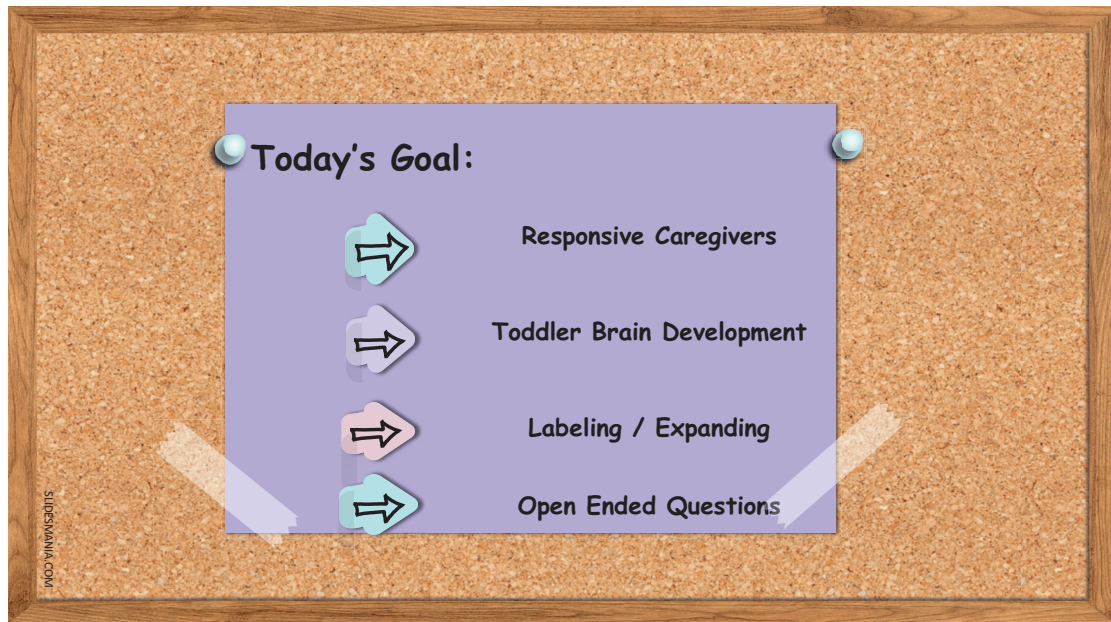 Today's Goal:
Responsive Caregivers
Toddler Brain Development
Labeling / Expanding
Open Ended Questions
SLIDESMANIA.COM